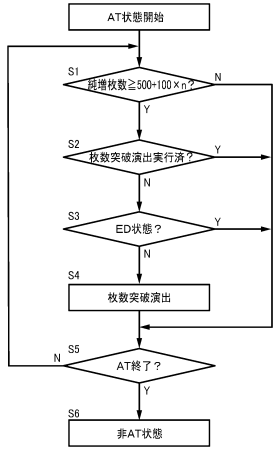 AT状態開始
S1
純増枚数≧500+100×n?
N
Y
S2
枚数突破演出実行済?
Y
N
S3
ED状態?
Y
N
S4
枚数突破演出
S5
N
AT終了?
Y
S6
非AT状態